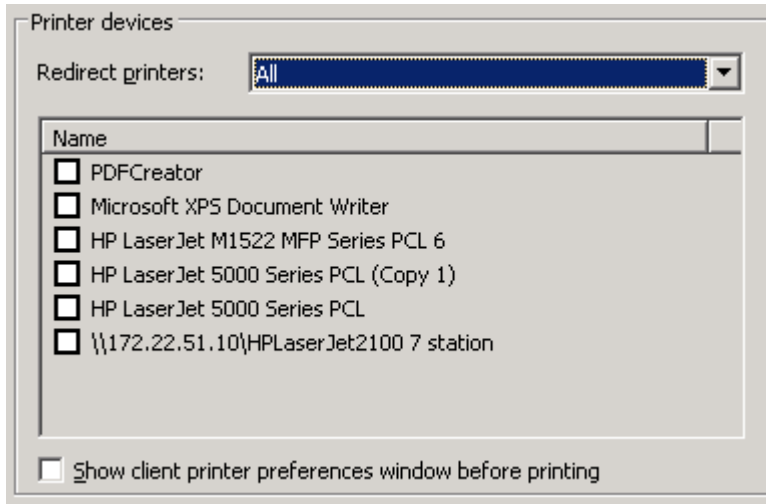 Printer devices
Redirect printers: All
Name
PDFCreator
Microsoft XPS Document Writer
HP LaserJet M1522 MFP Series PCL 6
HP LaserJet 5000 Series PCL (Copy 1)
HP LaserJet 5000 Series PCL
\\172.22.51.10\HPLaserJet2100 7 station
Show client printer preferences window before printing